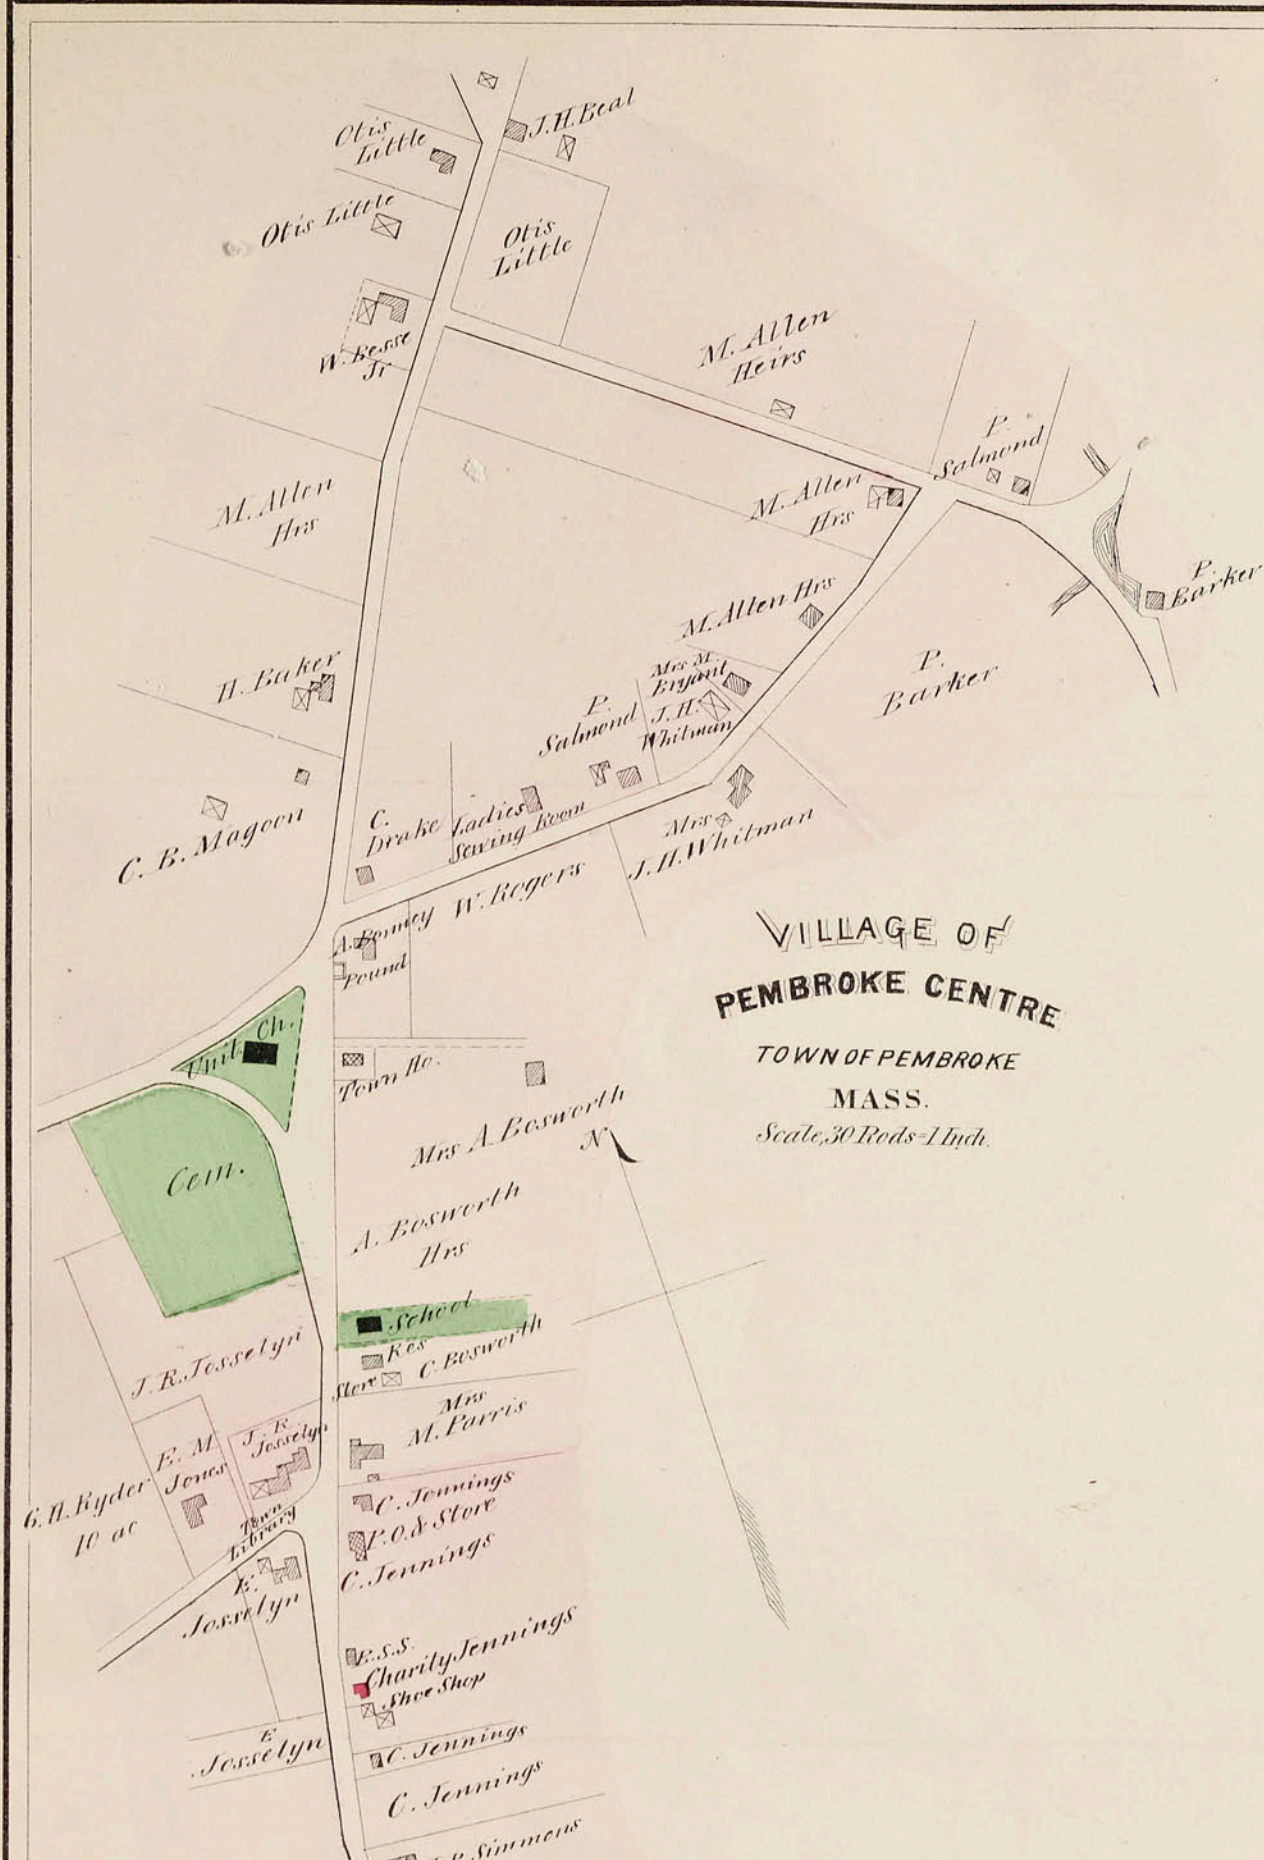 J.H. Beal
Otis
Little
Otis Little
Otis
Little
W. Besse
Jr
M. Allen
Heirs
P.
Salmond
M. Allen
Hrs
M. Allen
Hrs
P.
Barker
M. Allen Hrs
H. Baker
Mrs M.
Bryant
P.
Barker
P.
Salmond
J.H.
Whitman
C. B. Magoon
C.
Drake
Ladies
Sewing Room
Mrs
J.H. Whitman
W. Rogers
A. Bonney
Pound
VILLAGE OF
PEMBROKE CENTRE
TOWN OF PEMBROKE
MASS.
Scale, 30 Rods = 1 Inch.
Unit. Ch.
Town Ho.
Mrs A. Bosworth
N
Cem.
A. Bosworth
Hrs
School
Res
C. Bosworth
Store
J. R. Josselyn
Mrs
M. Parris
J. R.
Josselyn
E. M.
Jones
G. H. Ryder
10 ac
Town
Library
C. Jennings
P.O. & Store
C. Jennings
E.
Josselyn
E.S.S.
Charity Jennings
Shoe Shop
E
Josselyn
C. Jennings
C. Jennings
Simmons